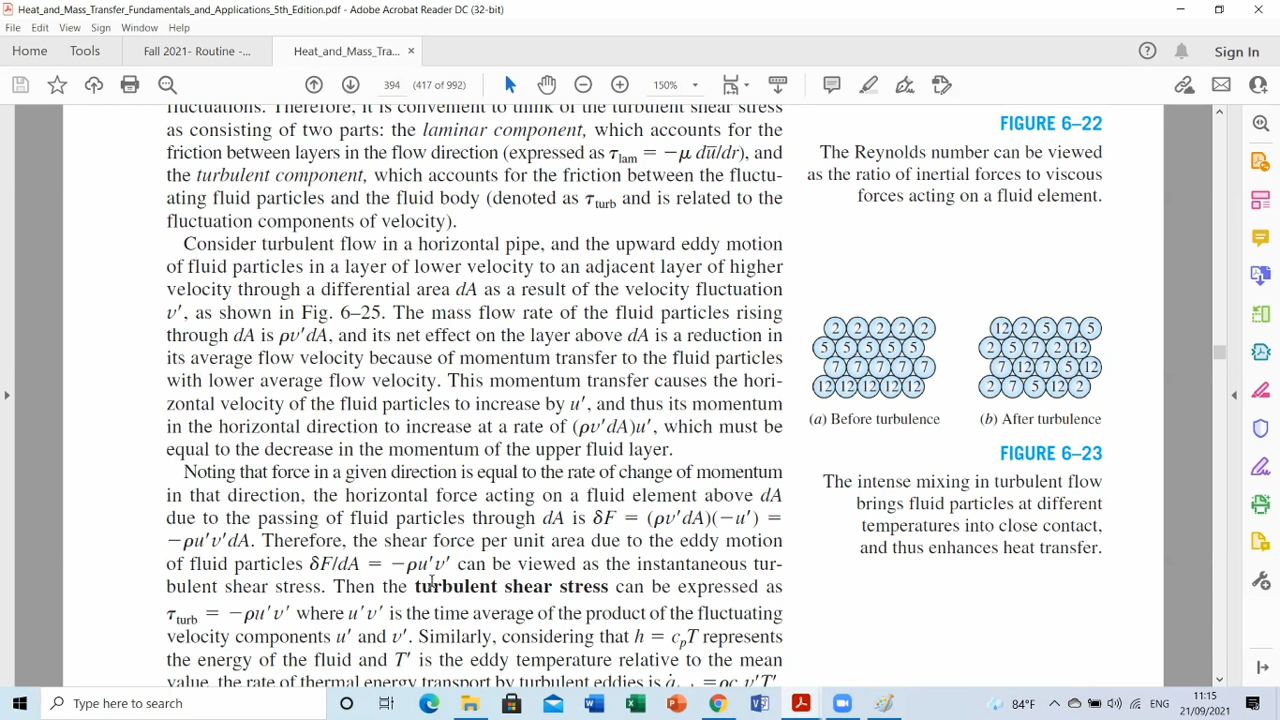 Heat_and_Mass_Transfer_Fundamentals_and_Applications_5th_Edition.pdf - Adobe Acrobat Reader DC (32-bit)
File Edit View Sign Window Help
Home Tools Fall 2021- Routine -... Heat_and_Mass_Tra... × Sign In
394 (417 of 992) 150%
fluctuations. Therefore, it is convenient to think of the turbulent shear stress
as consisting of two parts: the laminar component, which accounts for the
friction between layers in the flow direction (expressed as τlam = −μ dū/dr), and
the turbulent component, which accounts for the friction between the fluctu-
ating fluid particles and the fluid body (denoted as τturb and is related to the
fluctuation components of velocity).
Consider turbulent flow in a horizontal pipe, and the upward eddy motion
of fluid particles in a layer of lower velocity to an adjacent layer of higher
velocity through a differential area dA as a result of the velocity fluctuation
v′, as shown in Fig. 6–25. The mass flow rate of the fluid particles rising
through dA is ρv′dA, and its net effect on the layer above dA is a reduction in
its average flow velocity because of momentum transfer to the fluid particles
with lower average flow velocity. This momentum transfer causes the hori-
zontal velocity of the fluid particles to increase by u′, and thus its momentum
in the horizontal direction to increase at a rate of (ρv′dA)u′, which must be
equal to the decrease in the momentum of the upper fluid layer.
Noting that force in a given direction is equal to the rate of change of momentum
in that direction, the horizontal force acting on a fluid element above dA
due to the passing of fluid particles through dA is δF = (ρv′dA)(−u′) =
−ρu′v′dA. Therefore, the shear force per unit area due to the eddy motion
of fluid particles δF/dA = −ρu′v′ can be viewed as the instantaneous tur-
bulent shear stress. Then the turbulent shear stress can be expressed as
τturb = −ρu′v′ where u′v′ is the time average of the product of the fluctuating
velocity components u′ and v′. Similarly, considering that h = cpT represents
the energy of the fluid and T′ is the eddy temperature relative to the mean
value, the rate of thermal energy transport by turbulent eddies is
FIGURE 6–22
The Reynolds number can be viewed
as the ratio of inertial forces to viscous
forces acting on a fluid element.
2 2 2 2 2
5 5 5 5 5
7 7 7 7 7
12 12 12 12 12
(a) Before turbulence
12 2 5 7 5
2 5 7 2 12
7 12 7 5 12
2 7 5 12 2
(b) After turbulence
FIGURE 6–23
The intense mixing in turbulent flow
brings fluid particles at different
temperatures into close contact,
and thus enhances heat transfer.
Type here to search
84°F ENG 11:15
21/09/2021